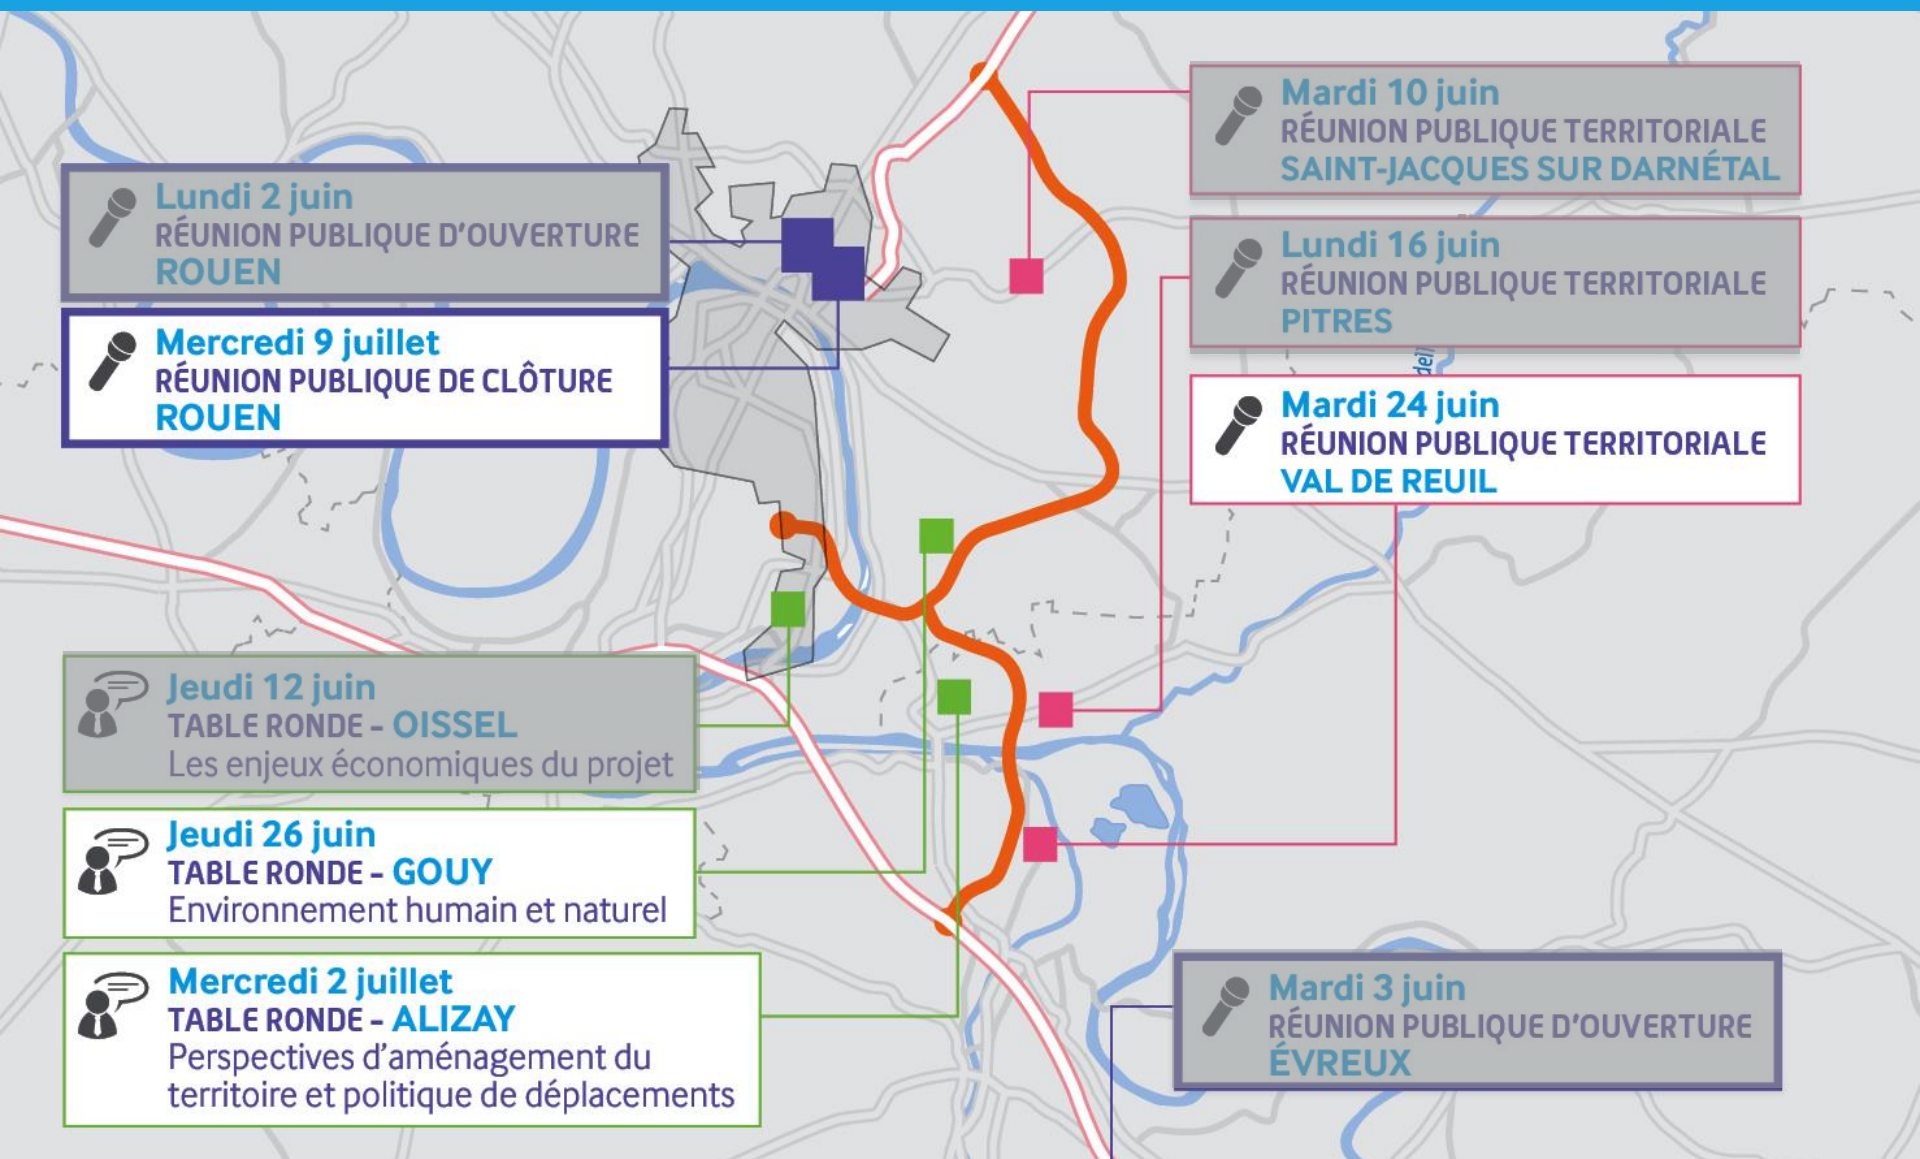 Lundi 2 juin
RÉUNION PUBLIQUE D'OUVERTURE
ROUEN
Mercredi 9 juillet
RÉUNION PUBLIQUE DE CLÔTURE
ROUEN
Jeudi 12 juin
TABLE RONDE - OISSEL
Les enjeux économiques du projet
Jeudi 26 juin
TABLE RONDE - GOUY
Environnement humain et naturel
Mercredi 2 juillet
TABLE RONDE - ALIZAY
Perspectives d'aménagement du
territoire et politique de déplacements
Mardi 10 juin
RÉUNION PUBLIQUE TERRITORIALE
SAINT-JACQUES SUR DARNÉTAL
Lundi 16 juin
RÉUNION PUBLIQUE TERRITORIALE
PITRES
Mardi 24 juin
RÉUNION PUBLIQUE TERRITORIALE
VAL DE REUIL
Mardi 3 juin
RÉUNION PUBLIQUE D'OUVERTURE
ÉVREUX